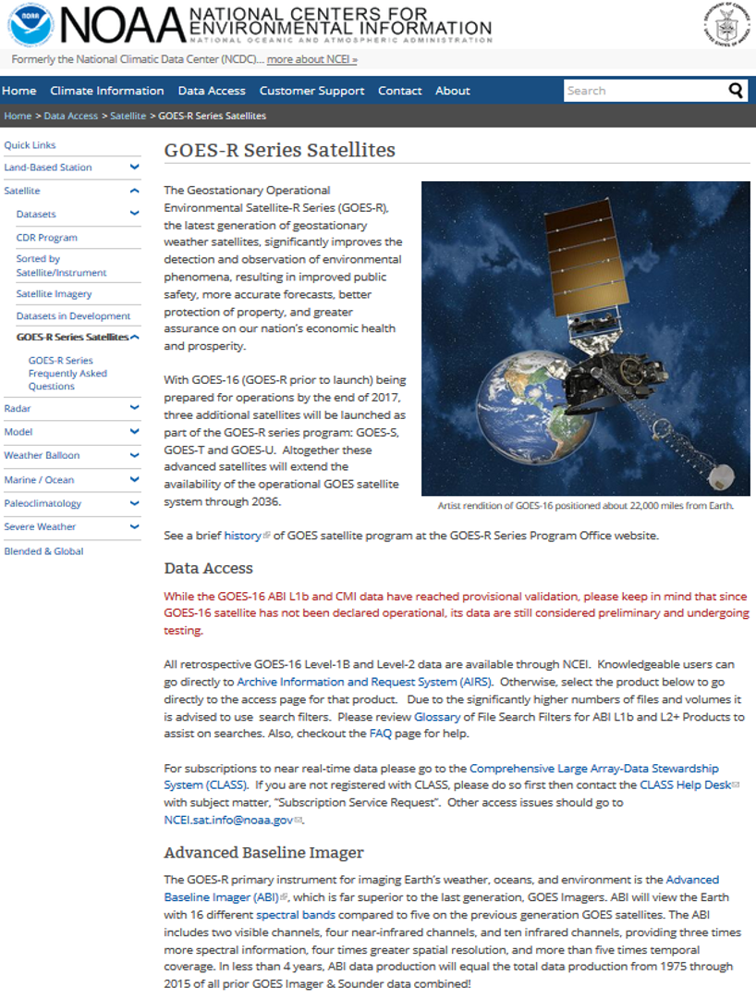 NOAA
NOAA NATIONAL CENTERS FOR
ENVIRONMENTAL INFORMATION
NATIONAL OCEANIC AND ATMOSPHERIC ADMINISTRATION
Formerly the National Climatic Data Center (NCDC)... more about NCEI »
Home Climate Information Data Access Customer Support Contact About Search
Home > Data Access > Satellite > GOES-R Series Satellites
Quick Links
Land-Based Station
Satellite
Datasets
CDR Program
Sorted by
Satellite/Instrument
Satellite Imagery
Datasets in Development
GOES-R Series Satellites
GOES-R Series
Frequently Asked
Questions
Radar
Model
Weather Balloon
Marine / Ocean
Paleoclimatology
Severe Weather
Blended & Global
GOES-R Series Satellites
The Geostationary Operational
Environmental Satellite-R Series (GOES-R),
the latest generation of geostationary
weather satellites, significantly improves the
detection and observation of environmental
phenomena, resulting in improved public
safety, more accurate forecasts, better
protection of property, and greater
assurance on our nation's economic health
and prosperity.
With GOES-16 (GOES-R prior to launch) being
prepared for operations by the end of 2017,
three additional satellites will be launched as
part of the GOES-R series program: GOES-S,
GOES-T and GOES-U. Altogether these
advanced satellites will extend the
availability of the operational GOES satellite
system through 2036.
Artist rendition of GOES-16 positioned about 22,000 miles from Earth.
See a brief history of GOES satellite program at the GOES-R Series Program Office website.
Data Access
While the GOES-16 ABI L1b and CMI data have reached provisional validation, please keep in mind that since
GOES-16 satellite has not been declared operational, its data are still considered preliminary and undergoing
testing.
All retrospective GOES-16 Level-1B and Level-2 data are available through NCEI. Knowledgeable users can
go directly to Archive Information and Request System (AIRS). Otherwise, select the product below to go
directly to the access page for that product. Due to the significantly higher numbers of files and volumes it
is advised to use search filters. Please review Glossary of File Search Filters for ABI L1b and L2+ Products to
assist on searches. Also, checkout the FAQ page for help.
For subscriptions to near real-time data please go to the Comprehensive Large Array-Data Stewardship
System (CLASS). If you are not registered with CLASS, please do so first then contact the CLASS Help Desk
with subject matter, "Subscription Service Request". Other access issues should go to
NCEI.sat.info@noaa.gov.
Advanced Baseline Imager
The GOES-R primary instrument for imaging Earth's weather, oceans, and environment is the Advanced
Baseline Imager (ABI), which is far superior to the last generation, GOES Imagers. ABI will view the Earth
with 16 different spectral bands compared to five on the previous generation GOES satellites. The ABI
includes two visible channels, four near-infrared channels, and ten infrared channels, providing three times
more spectral information, four times greater spatial resolution, and more than five times temporal
coverage. In less than 4 years, ABI data production will equal the total data production from 1975 through
2015 of all prior GOES Imager & Sounder data combined!